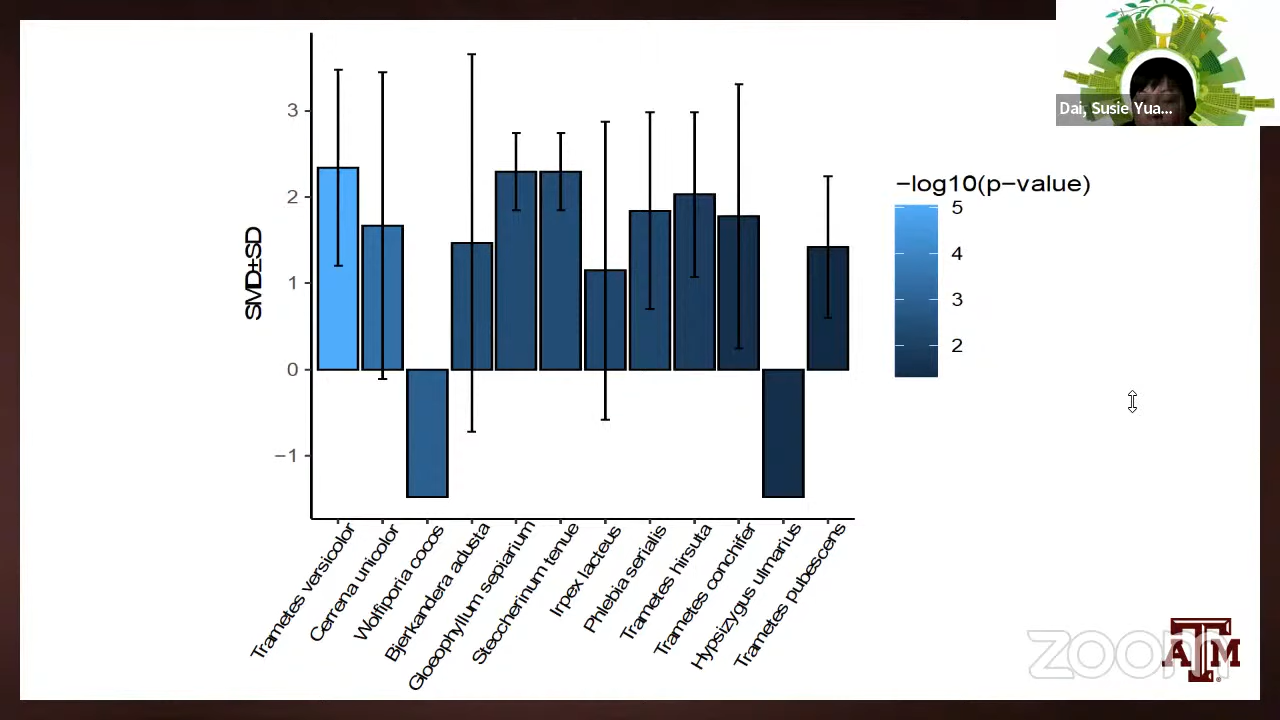 Dai, Susie Yua...
−log10(p−value)
5
4
3
2
SMD±SD
3
2
1
0
−1
Trametes versicolor
Cerrena unicolor
Wolfiporia cocos
Bjerkandera adusta
Gloeophyllum sepiarium
Steccherinum tenue
Irpex lacteus
Phlebia serialis
Trametes hirsuta
Trametes conchifer
Hypsizygus ulmarius
Trametes pubescens
zoom
ATM